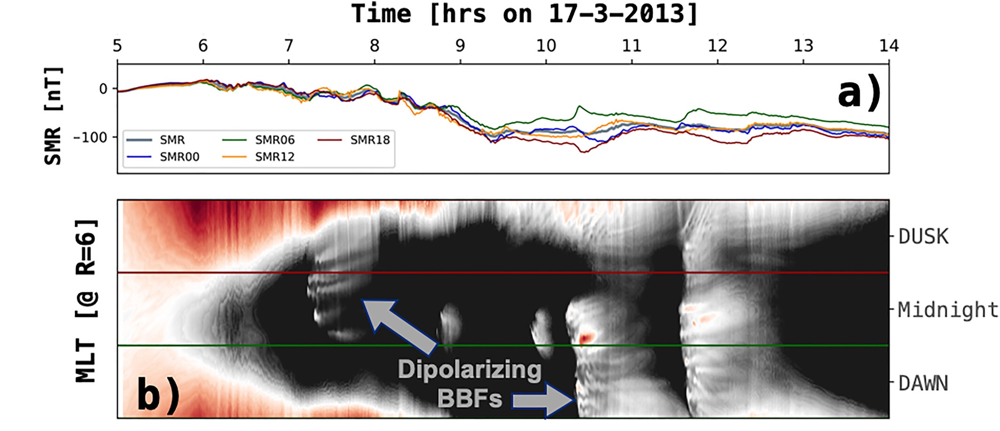 Time [hrs on 17-3-2013]
5 6 7 8 9 10 11 12 13 14
SMR [nT]
0
-100
a)
SMR SMR06 SMR18
SMR00 SMR12
MLT [@ R=6]
DUSK
Midnight
DAWN
Dipolarizing
BBFs
b)